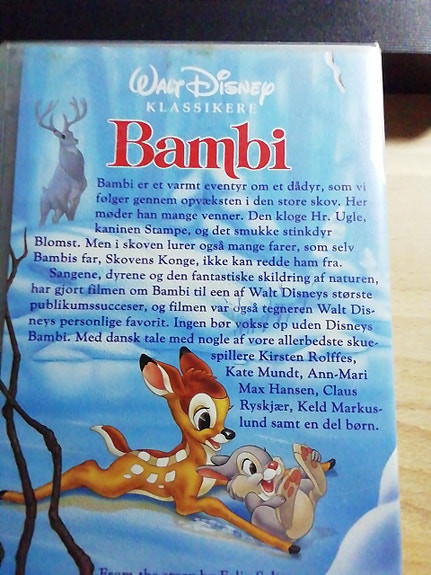 WALT DISNEY
KLASSIKERE
Bambi
Bambi er et varmt eventyr om et dådyr, som vi
følger gennem opvæksten i den store skov. Her
møder han mange venner. Den kloge Hr. Ugle,
kaninen Stampe, og det smukke stinkdyr
Blomst. Men i skoven lurer også mange farer, som selv
Bambis far, Skovens Konge, ikke kan redde ham fra.
Sangene, dyrene og den fantastiske skildring af naturen,
har gjort filmen om Bambi til een af Walt Disneys største
publikumssucceser, og filmen var også tegneren Walt Dis-
neys personlige favorit. Ingen bør vokse op uden Disneys
Bambi. Med dansk tale med nogle af vore allerbedste skue-
spillere Kirsten Rolffes,
Kate Mundt, Ann-Mari
Max Hansen, Claus
Ryskjær, Keld Markus-
lund samt en del børn.
From the story by Felix